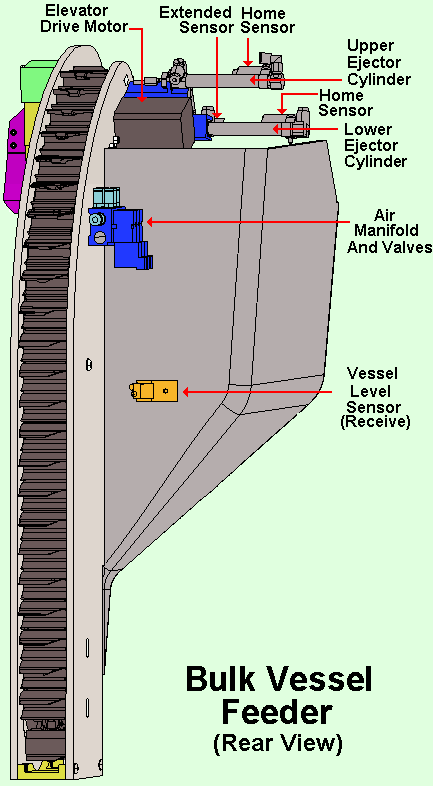 Elevator
Drive Motor
Extended
Sensor
Home
Sensor
Upper
Ejector
Cylinder
Home
Sensor
Lower
Ejector
Cylinder
Air
Manifold
And Valves
Vessel
Level
Sensor
(Receive)
Bulk Vessel
Feeder
(Rear View)